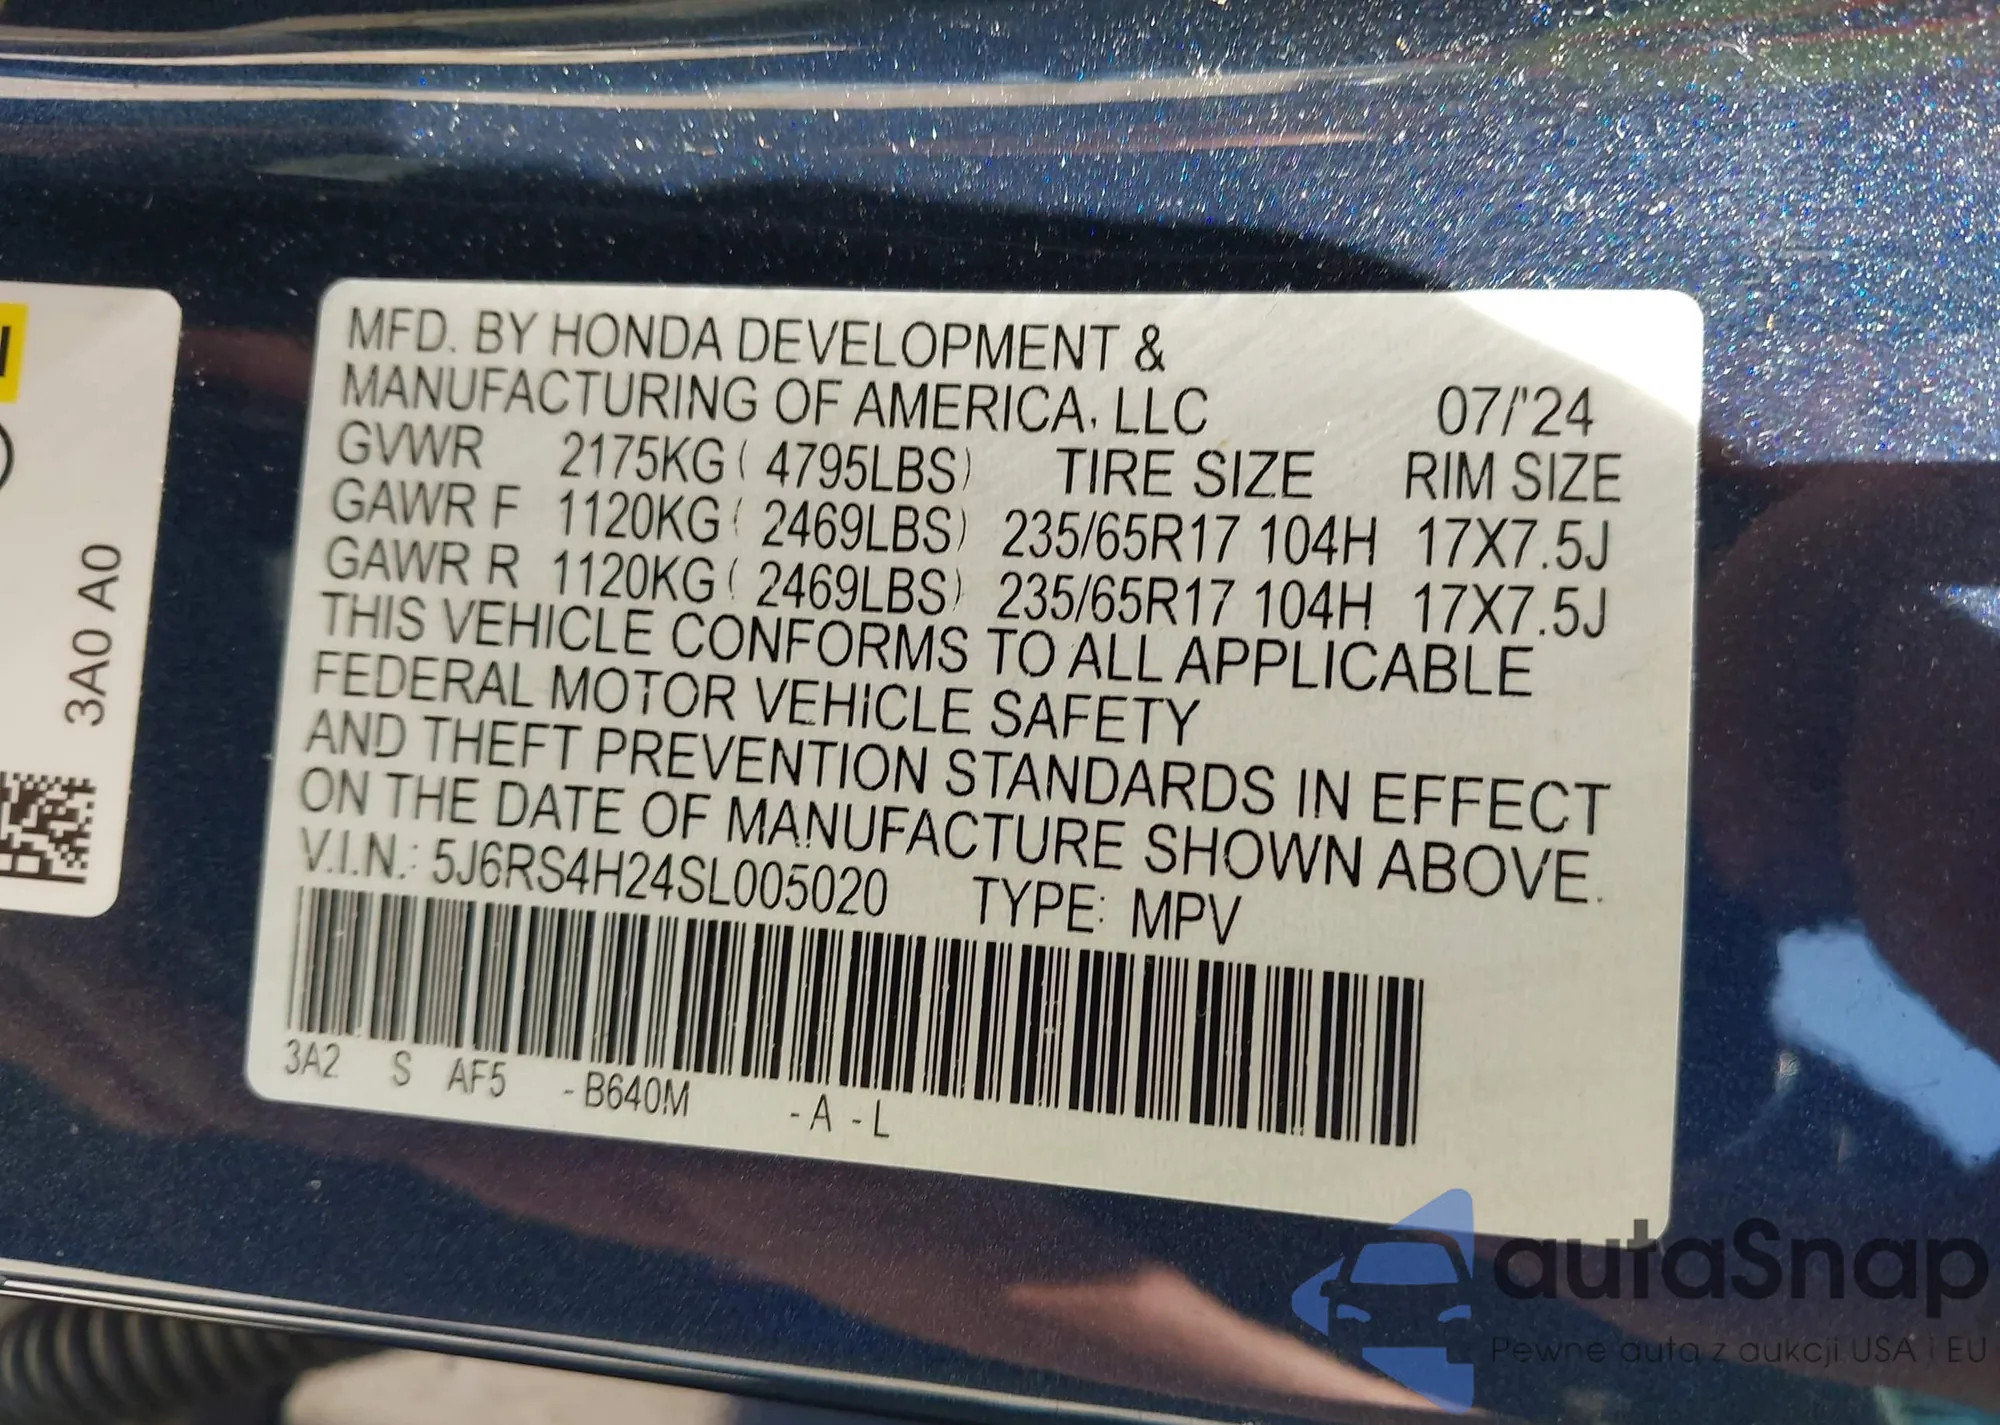 MFD. BY HONDA DEVELOPMENT &
MANUFACTURING OF AMERICA, LLC 07/'24
GVWR 2175KG ( 4795LBS) TIRE SIZE RIM SIZE
GAWR F 1120KG ( 2469LBS) 235/65R17 104H 17X7.5J
GAWR R 1120KG ( 2469LBS) 235/65R17 104H 17X7.5J
THIS VEHICLE CONFORMS TO ALL APPLICABLE
FEDERAL MOTOR VEHICLE SAFETY
AND THEFT PREVENTION STANDARDS IN EFFECT
ON THE DATE OF MANUFACTURE SHOWN ABOVE.
V.I.N.: 5J6RS4H24SL005020 TYPE: MPV
3A2 S AF5 -B640M -A -L
3A0 A0
autaSnap
Pewne auta z aukcji USA i EU